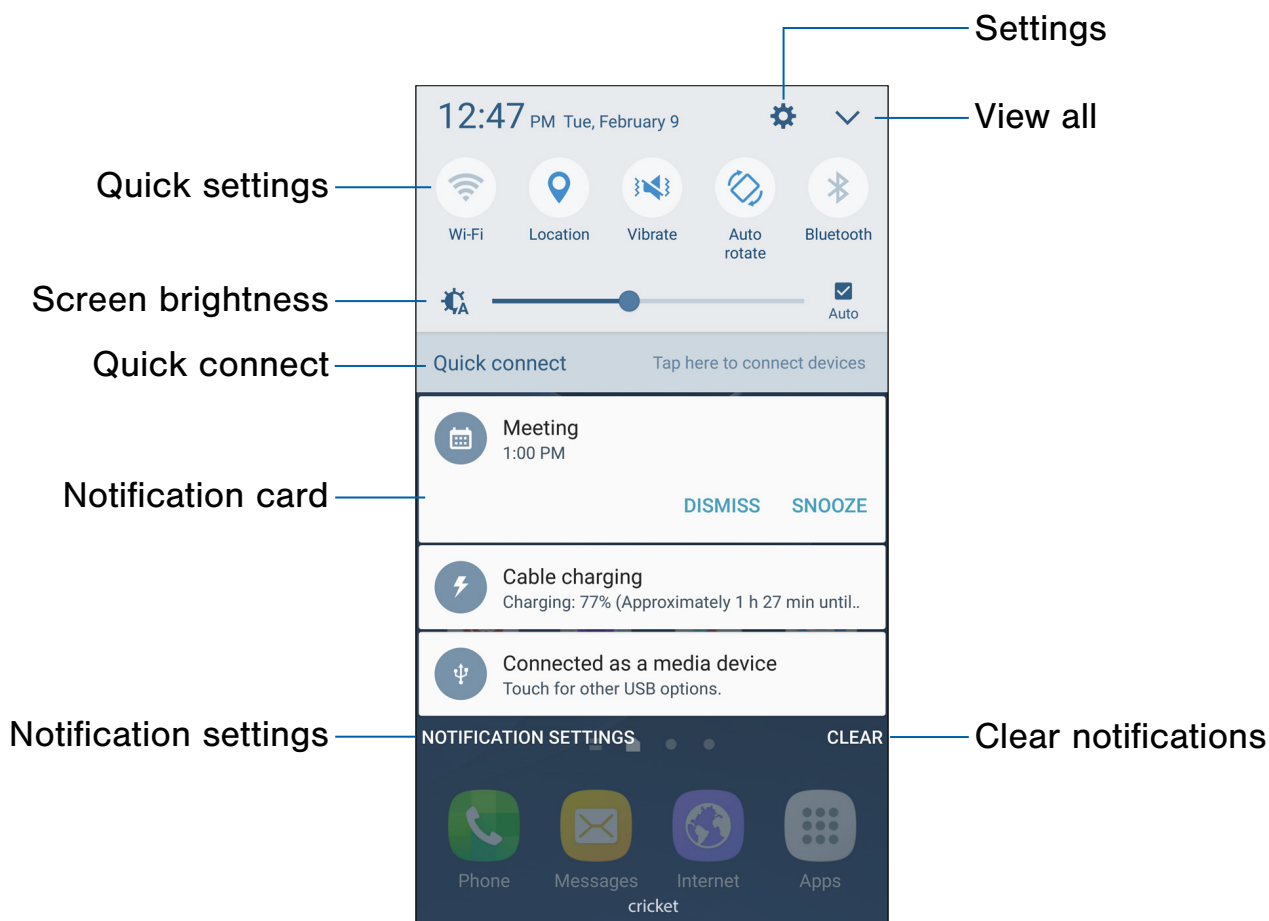 Settings
12:47 PM Tue, February 9
View all
Quick settings
Wi-Fi Location Vibrate Auto rotate Bluetooth
Screen brightness
A
Auto
Quick connect
Quick connect Tap here to connect devices
Meeting
1:00 PM
Notification card
DISMISS SNOOZE
Cable charging
Charging: 77% (Approximately 1 h 27 min until..
Connected as a media device
Touch for other USB options.
Notification settings
NOTIFICATION SETTINGS CLEAR
Clear notifications
Phone Messages Internet Apps
cricket